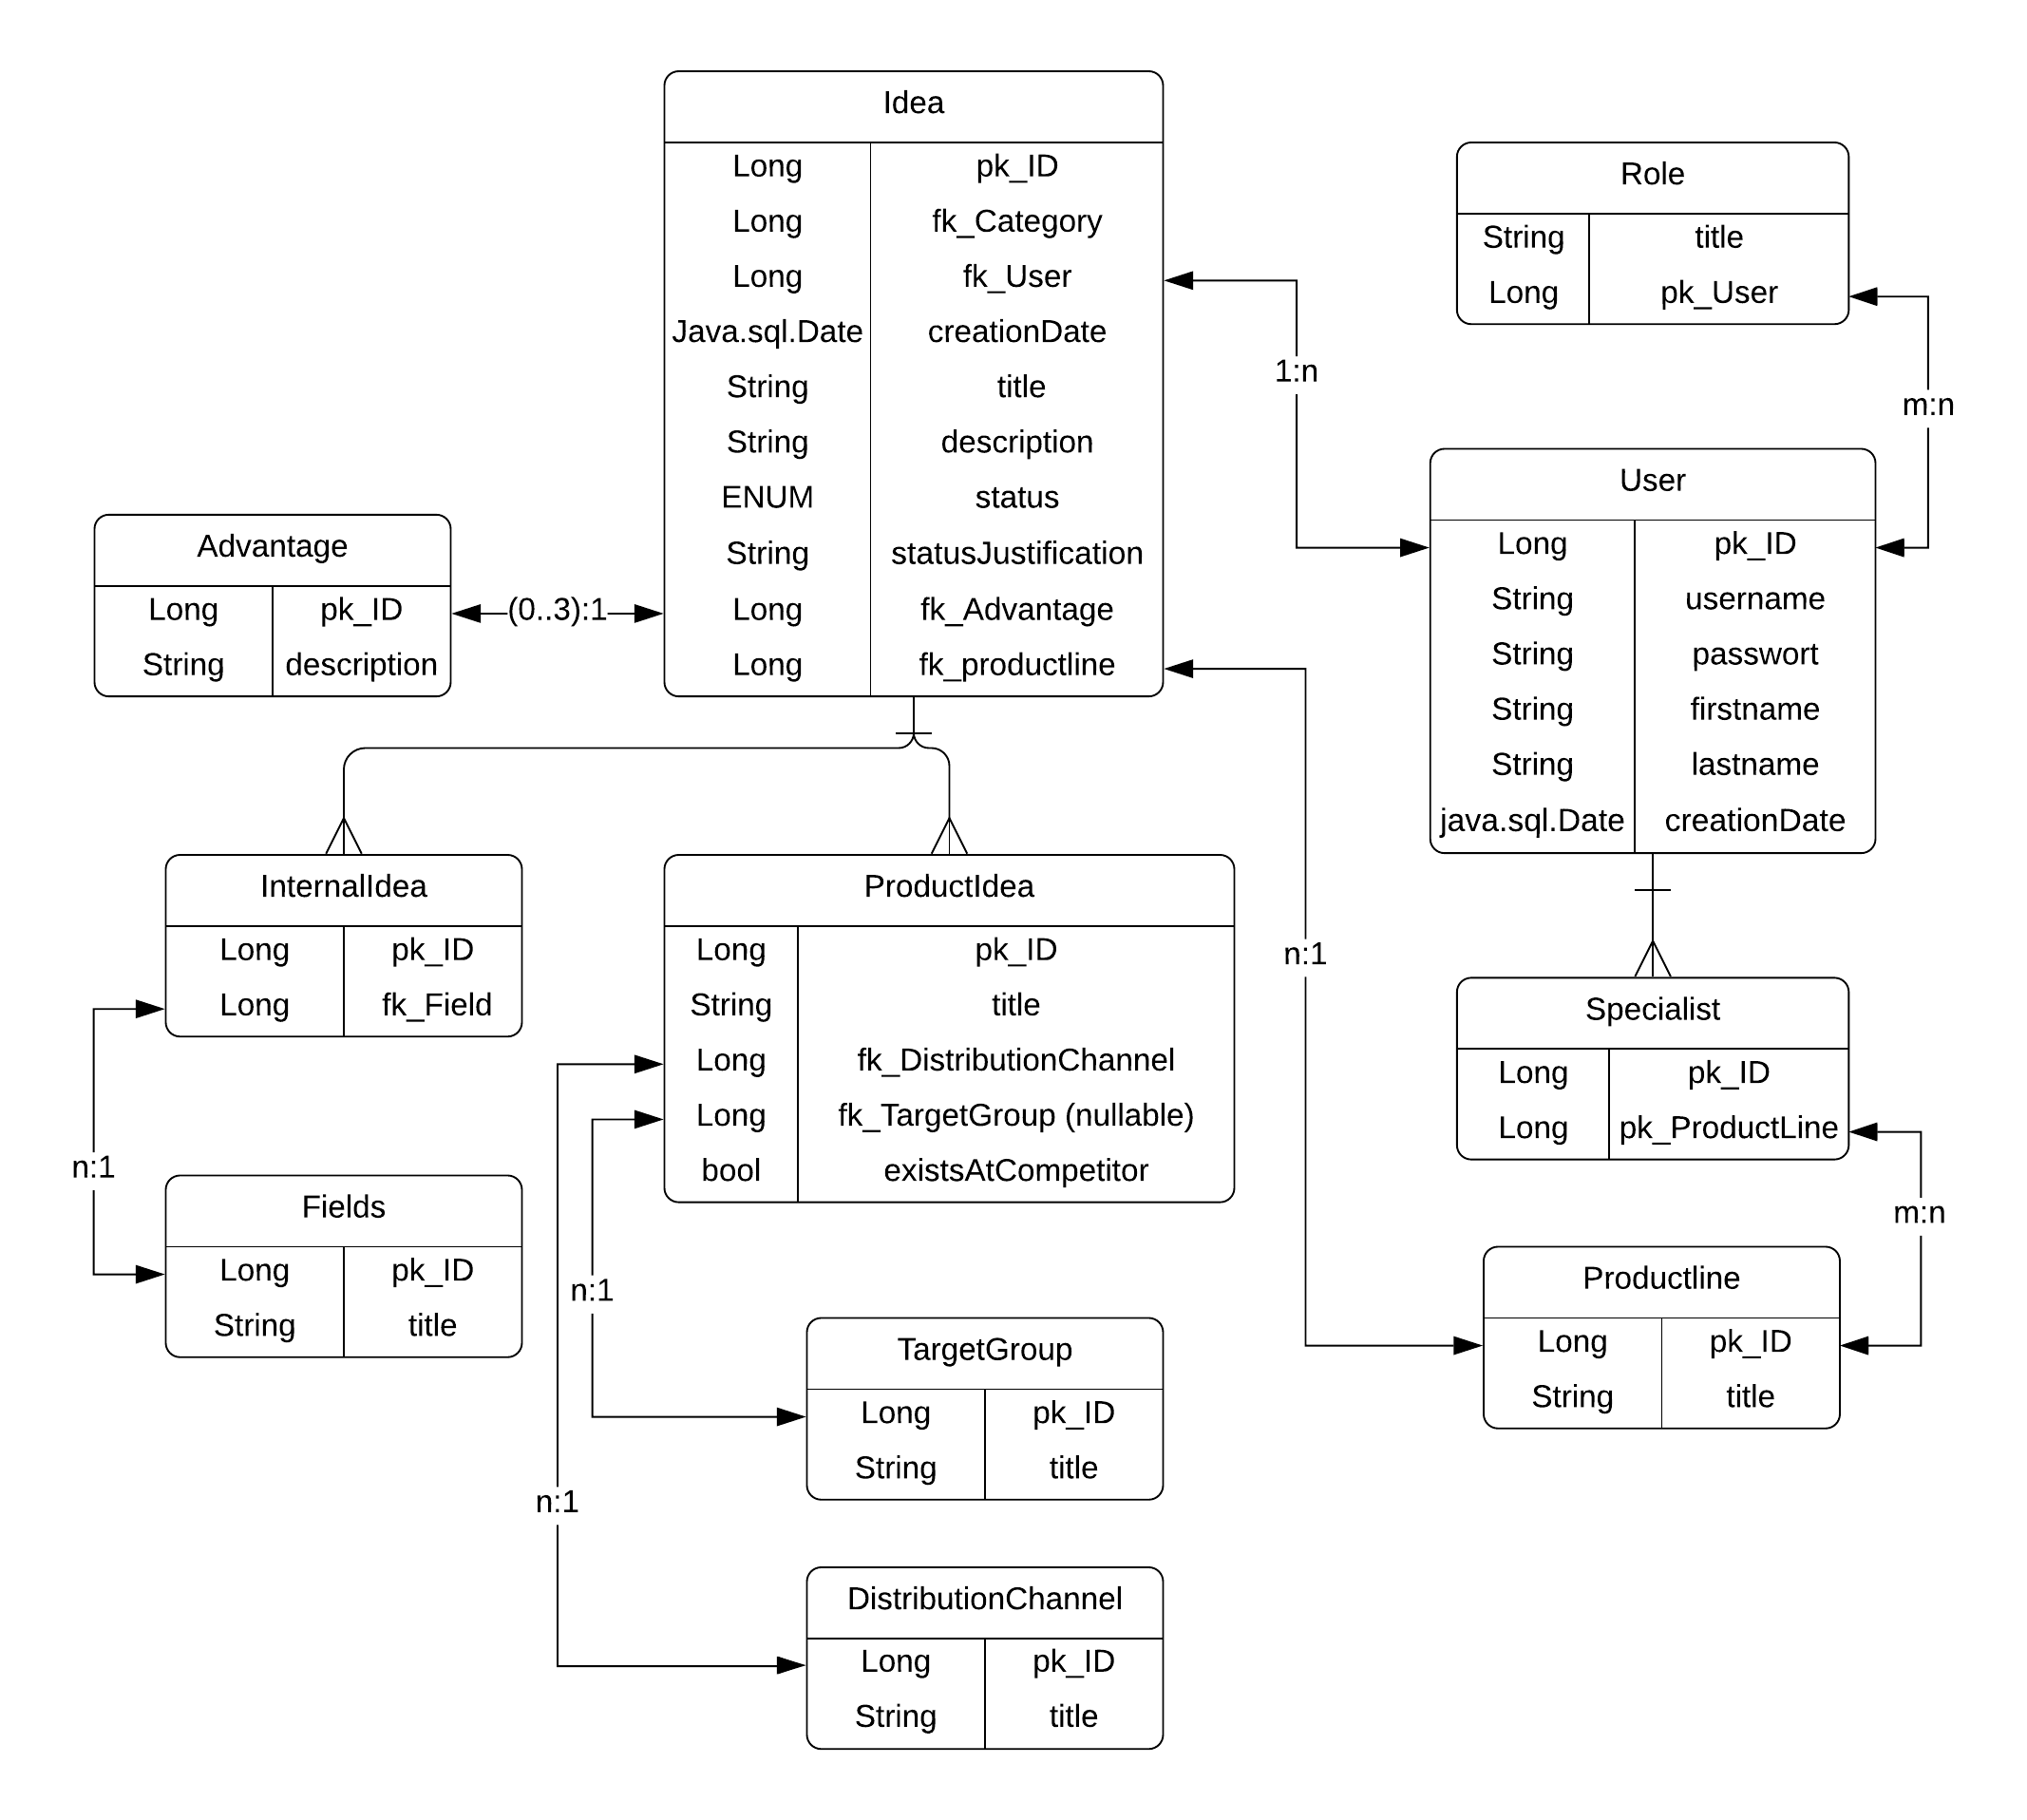 Idea
Long pk_ID
Long fk_Category
Long fk_User
Java.sql.Date creationDate
String title
String description
ENUM status
String statusJustification
Long fk_Advantage
Long fk_productline
Role
String title
Long pk_User
1:n
m:n
User
Long pk_ID
String username
String passwort
String firstname
String lastname
java.sql.Date creationDate
Advantage
Long pk_ID
String description
(0..3):1
InternalIdea
Long pk_ID
Long fk_Field
ProductIdea
Long pk_ID
String title
Long fk_DistributionChannel
Long fk_TargetGroup (nullable)
bool existsAtCompetitor
n:1
Specialist
Long pk_ID
Long pk_ProductLine
n:1
Fields
Long pk_ID
String title
n:1
m:n
Productline
Long pk_ID
String title
TargetGroup
Long pk_ID
String title
n:1
DistributionChannel
Long pk_ID
String title